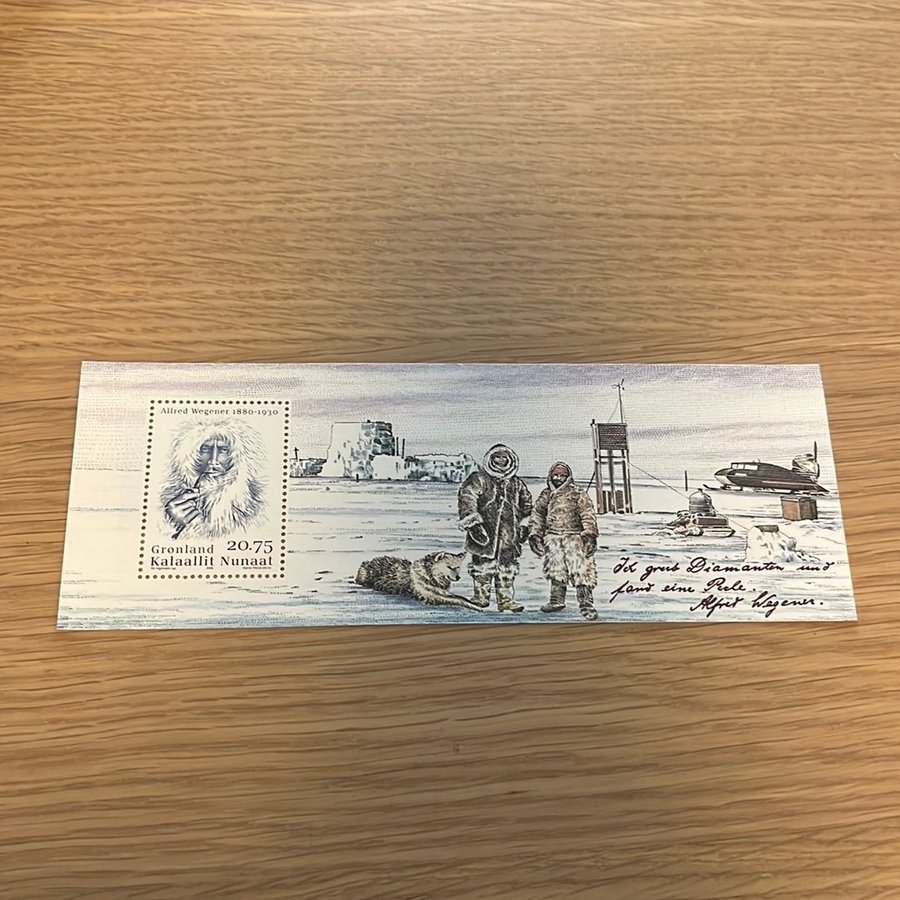 Alfred Wegener 1880-1930
20.75
Grønland
Kalaallit Nunaat
Ich grub Diamanten und
fand eine Perle.
Alfred Wegener.